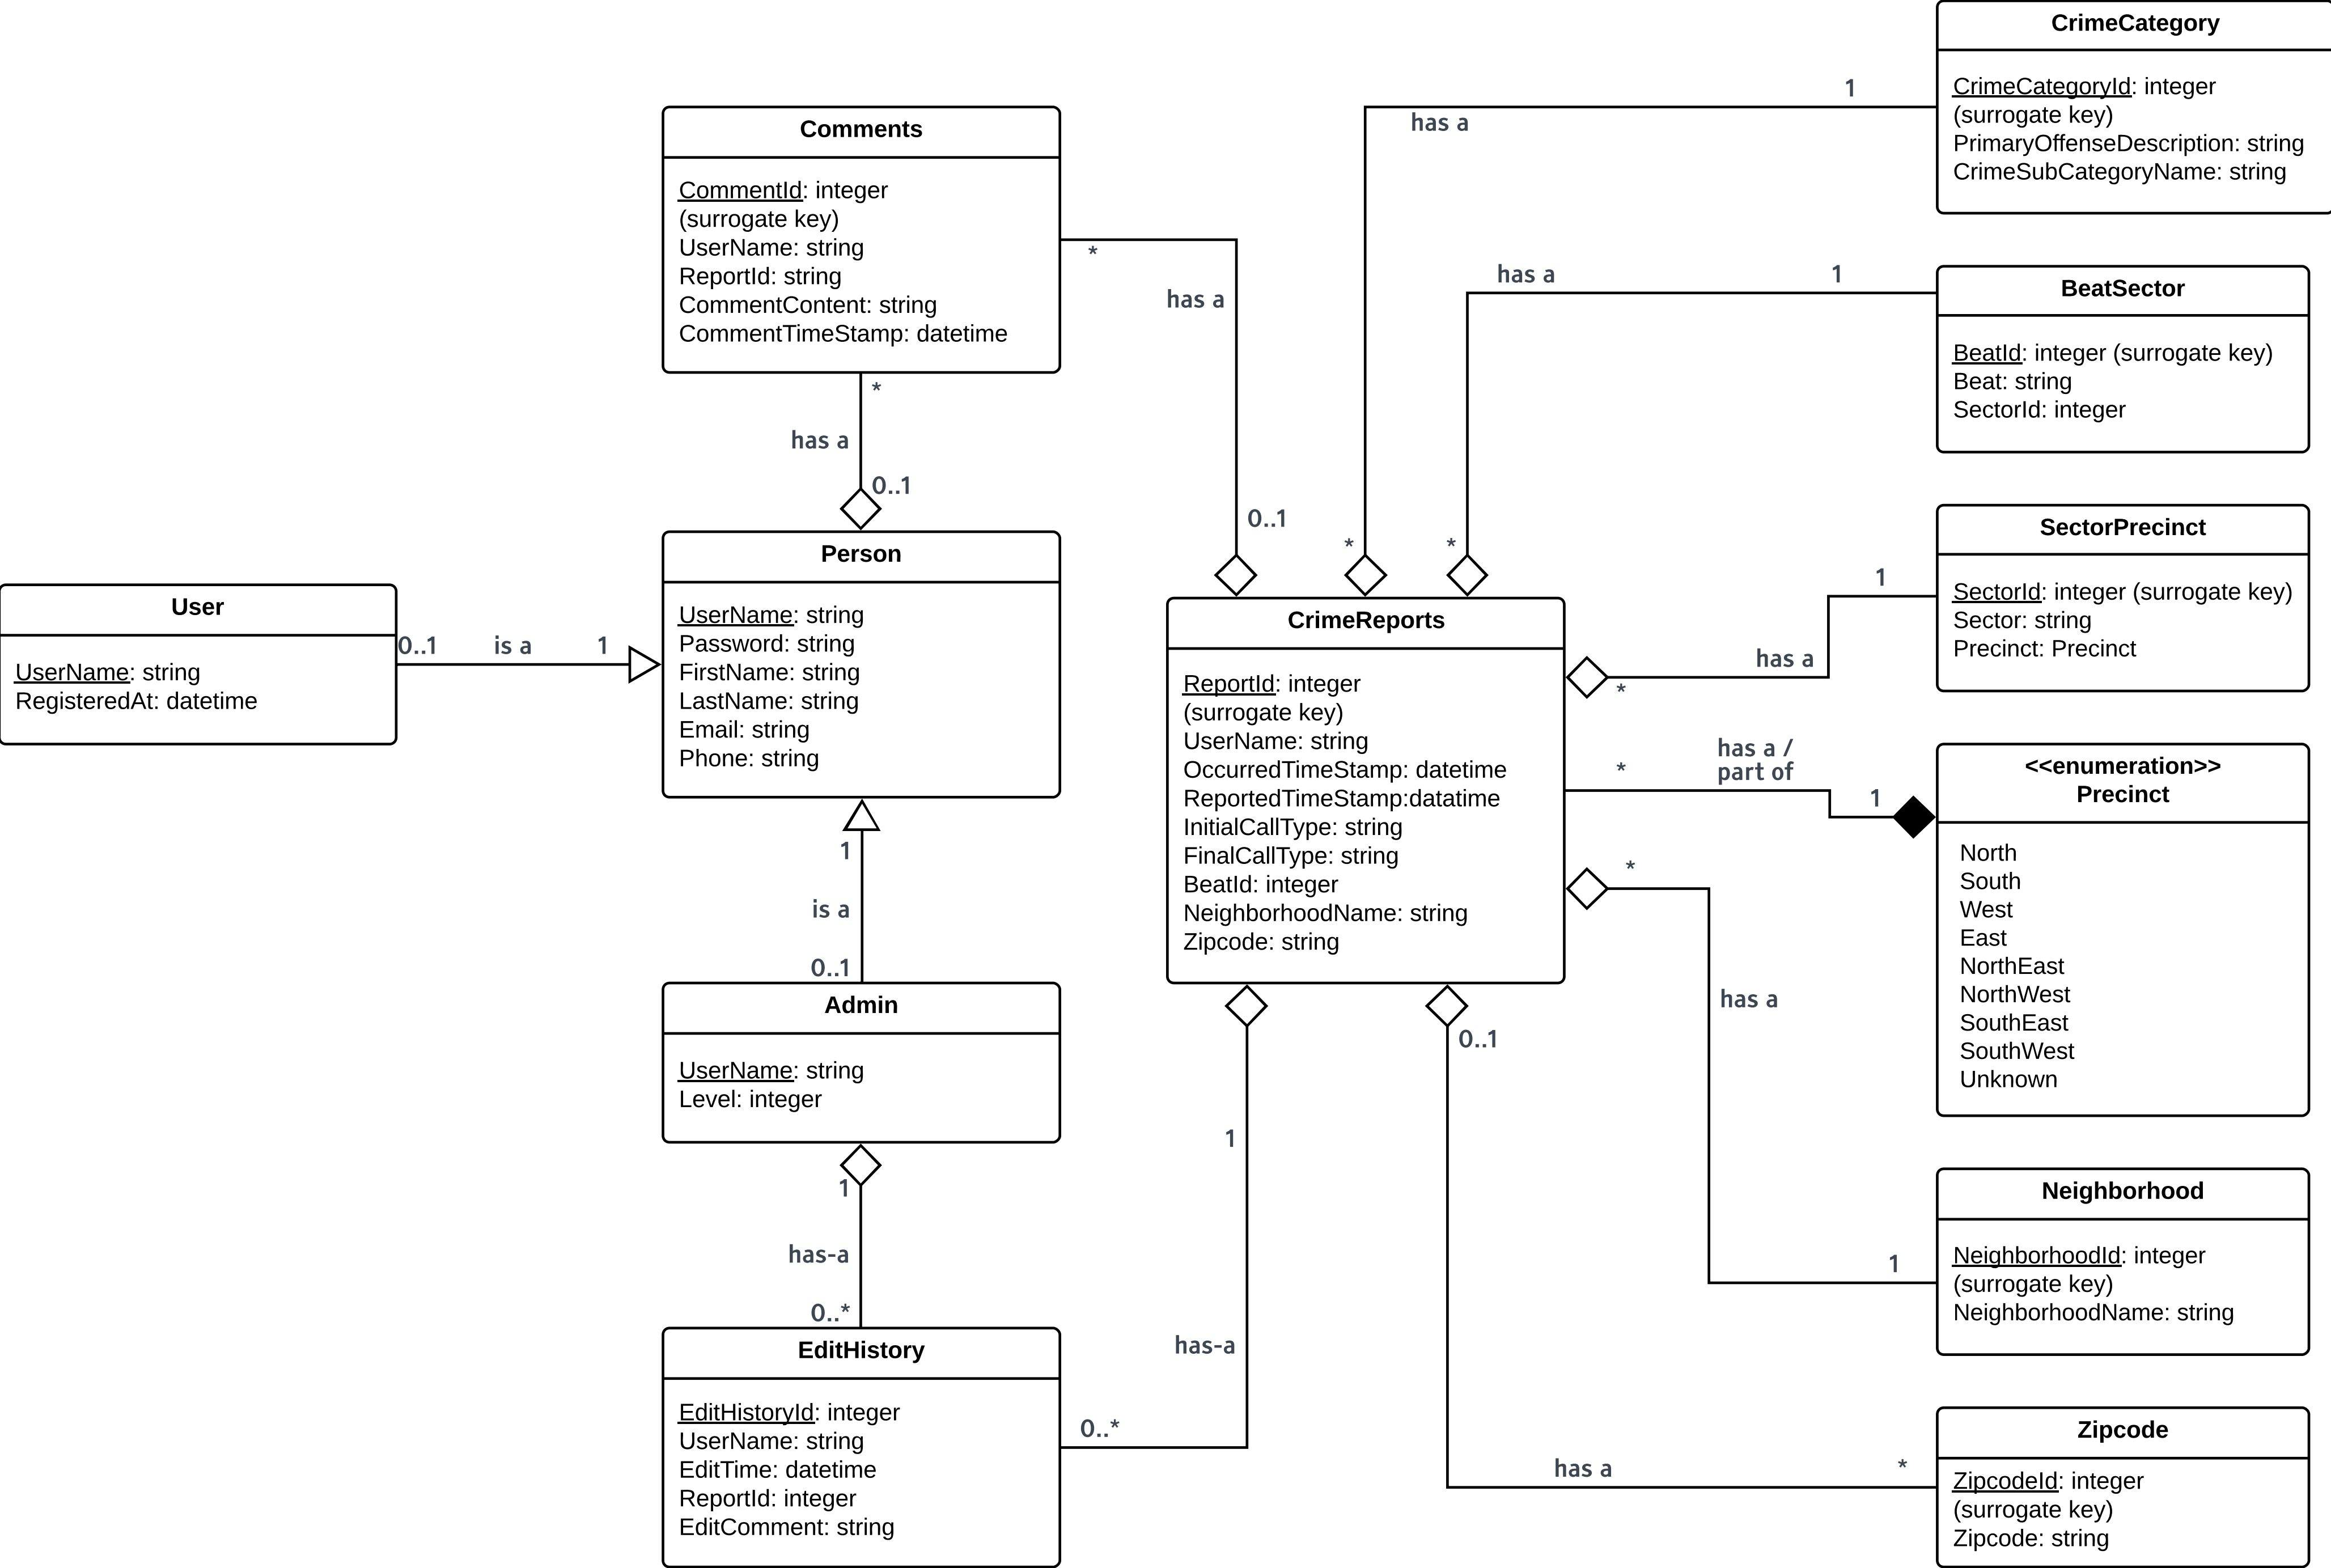 CrimeCategory
CrimeCategoryId: integer
(surrogate key)
PrimaryOffenseDescription: string
CrimeSubCategoryName: string
1
has a
Comments
CommentId: integer
(surrogate key)
UserName: string
ReportId: string
CommentContent: string
CommentTimeStamp: datetime
*
has a
0..1
*
has a
0..1
*
has a
1
*
BeatSector
BeatId: integer (surrogate key)
Beat: string
SectorId: integer
SectorPrecinct
SectorId: integer (surrogate key)
Sector: string
Precinct: Precinct
1
has a
*
User
UserName: string
RegisteredAt: datetime
0..1
is a
1
Person
UserName: string
Password: string
FirstName: string
LastName: string
Email: string
Phone: string
CrimeReports
ReportId: integer
(surrogate key)
UserName: string
OccurredTimeStamp: datetime
ReportedTimeStamp:datatime
InitialCallType: string
FinalCallType: string
BeatId: integer
NeighborhoodName: string
Zipcode: string
has a /
part of
*
1
<<enumeration>>
Precinct
North
South
West
East
NorthEast
NorthWest
SouthEast
SouthWest
Unknown
*
has a
1
1
is a
0..1
Admin
UserName: string
Level: integer
1
has-a
0..*
EditHistory
EditHistoryId: integer
UserName: string
EditTime: datetime
ReportId: integer
EditComment: string
1
has-a
0..*
0..1
has a
*
Neighborhood
NeighborhoodId: integer
(surrogate key)
NeighborhoodName: string
Zipcode
ZipcodeId: integer
(surrogate key)
Zipcode: string